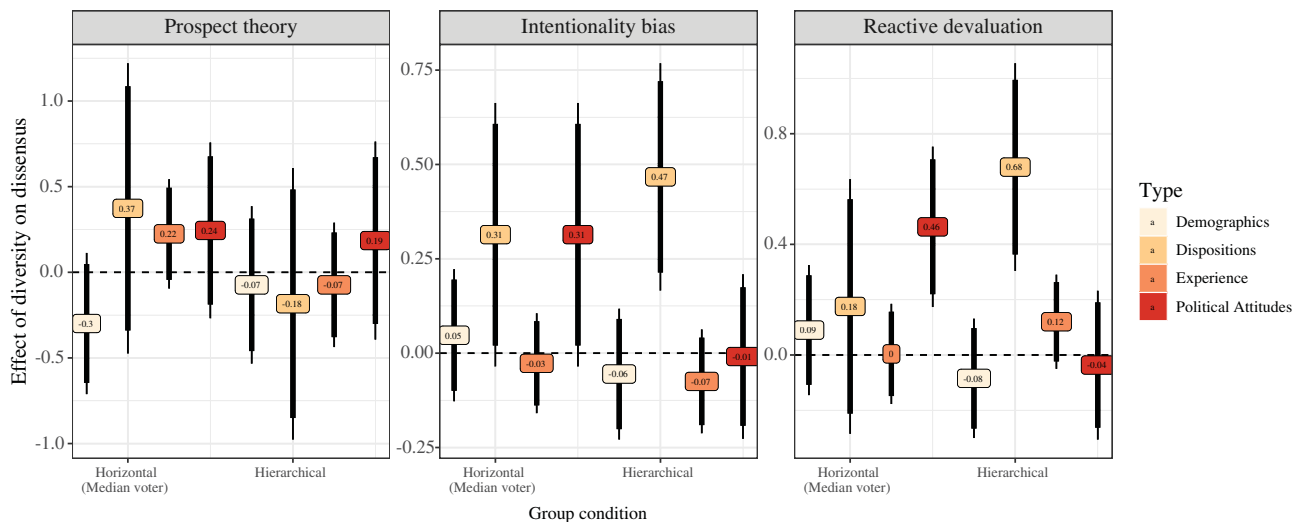 Prospect theory
Intentionality bias
Reactive devaluation
Effect of diversity on dissensus
1.0
0.5
0.0
-0.5
-1.0
-0.3
0.37
0.22
0.24
-0.07
-0.18
-0.07
0.19
Horizontal
(Median voter)
Hierarchical
0.75
0.50
0.25
0.00
-0.25
0.05
0.31
-0.03
0.31
-0.06
0.47
-0.07
-0.01
Horizontal
(Median voter)
Hierarchical
0.8
0.4
0.0
0.09
0.18
0
0.46
-0.08
0.68
0.12
-0.04
Horizontal
(Median voter)
Hierarchical
Group condition
Type
a Demographics
a Dispositions
a Experience
a Political Attitudes